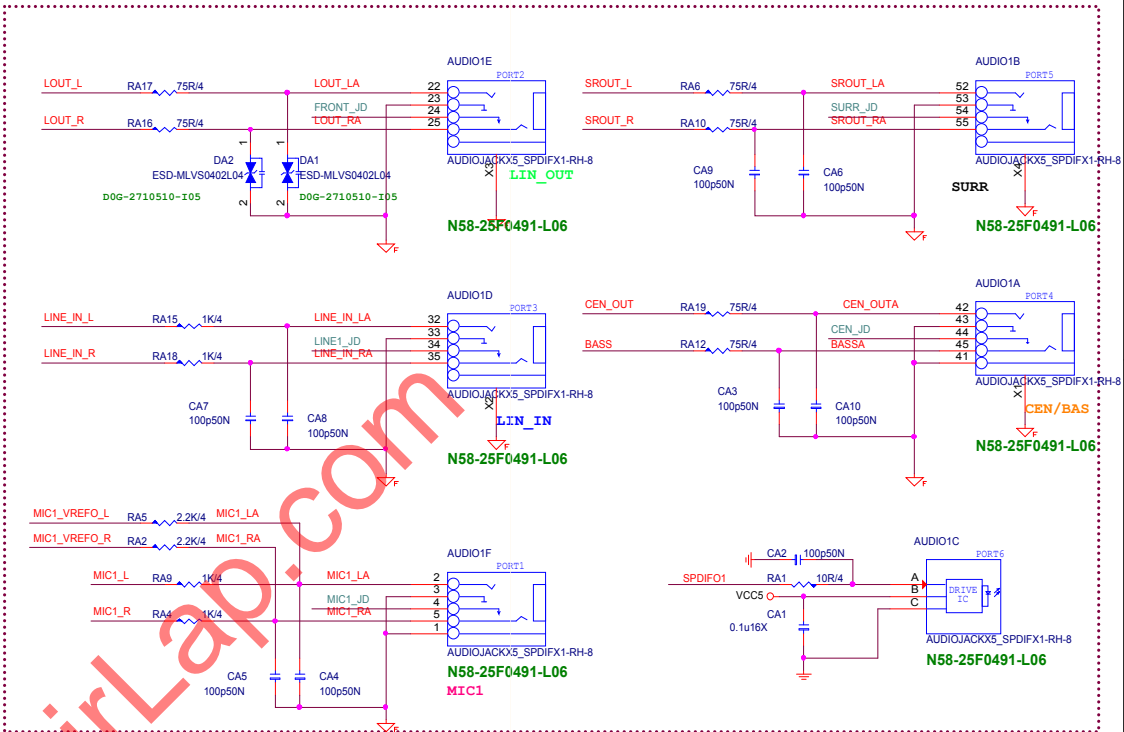 AUDIO1E
PORT2
LOUT_L
RA17
75R/4
LOUT_LA
22
23
FRONT_JD
24
LOUT_R
RA16
75R/4
LOUT_RA
25
1
1
DA2
DA1
ESD-MLVS0402L04
ESD-MLVS0402L04
D0G-2710510-I05
D0G-2710510-I05
2
2
AUDIOJACKX5_SPDIFX1-RH-8
X3
LIN_OUT
N58-25F0491-L06
F
AUDIO1B
PORT5
SROUT_L
RA6
75R/4
SROUT_LA
52
53
SURR_JD
54
SROUT_R
RA10
75R/4
SROUT_RA
55
CA9
100p50N
CA6
100p50N
AUDIOJACKX5_SPDIFX1-RH-8
X4
SURR
F
N58-25F0491-L06
F
AUDIO1D
PORT3
LINE_IN_L
RA15
1K/4
LINE_IN_LA
32
33
LINE1_JD
34
LINE_IN_R
RA18
1K/4
LINE_IN_RA
35
CA7
100p50N
CA8
100p50N
AUDIOJACKX5_SPDIFX1-RH-8
X2
LIN_IN
F
N58-25F0491-L06
F
AUDIO1A
PORT4
CEN_OUT
RA19
75R/4
CEN_OUTA
42
43
CEN_JD
44
BASS
RA12
75R/4
BASSA
45
41
CA3
100p50N
CA10
100p50N
AUDIOJACKX5_SPDIFX1-RH-8
X1
CEN/BAS
F
N58-25F0491-L06
F
MIC1_VREFO_L
RA5
2.2K/4
MIC1_LA
MIC1_VREFO_R
RA2
2.2K/4
MIC1_RA
AUDIO1F
PORT1
MIC1_L
RA9
1K/4
MIC1_LA
2
3
MIC1_JD
4
MIC1_R
RA4
1K/4
MIC1_RA
5
1
CA5
100p50N
CA4
100p50N
AUDIOJACKX5_SPDIFX1-RH-8
N58-25F0491-L06
MIC1
F
AUDIO1C
PORT6
CA2
100p50N
SPDIFO1
RA1
10R/4
A
VCC5
B
C
DRIVE
IC
CA1
0.1u16X
AUDIOJACKX5_SPDIFX1-RH-8
N58-25F0491-L06
irLap.com